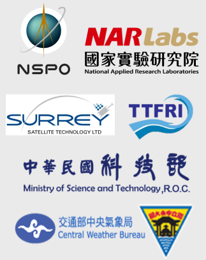 NSPO
NARLabs
國家實驗研究院
National Applied Research Laboratories
SURREY
SATELLITE TECHNOLOGY LTD
TTFRI
中華民國科技部
Ministry of Science and Technology,R.O.C.
交通部中央氣象局
Central Weather Bureau